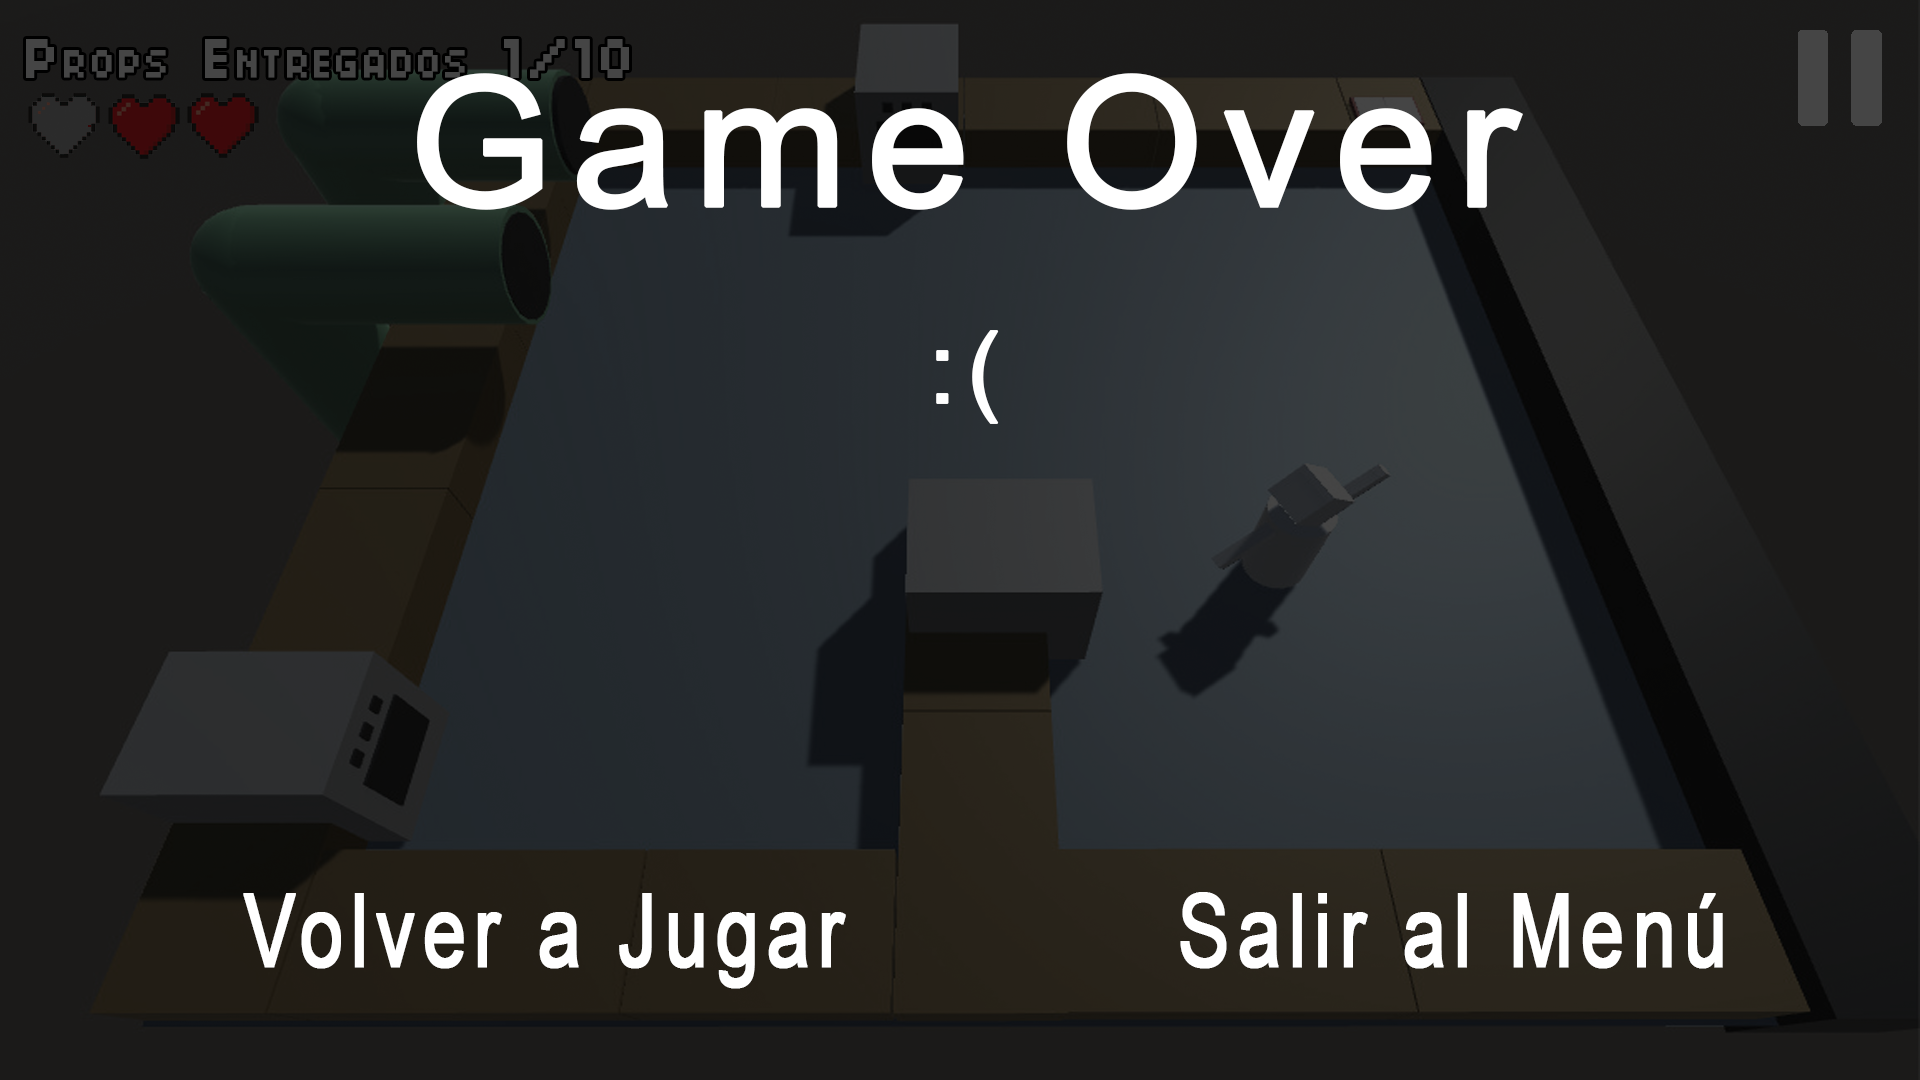 Props Entregados 1/10
Game Over
:(
Volver a Jugar
Salir al Menú